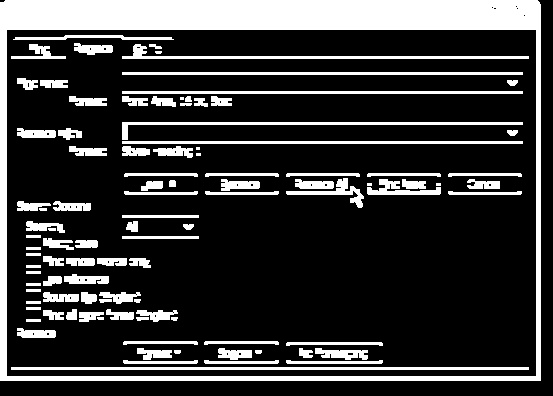 Find Replace Go To
Find what:
Format: Font: Arial, 16 pt, Bold
Replace with:
Format: Style: Heading 1
Less Replace Replace All Find Next Cancel
Search Options
Search: All
Match case
Find whole words only
Use wildcards
Sounds like (English)
Find all word forms (English)
Replace
Format Special No Formatting